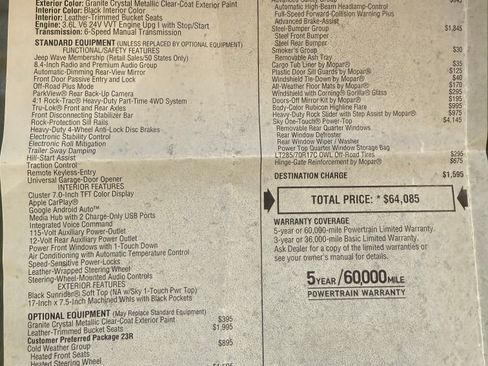 Exterior Color: Granite Crystal Metallic Clear-Coat Exterior Paint
Interior Color: Black Interior Color
Interior: Leather-Trimmed Bucket Seats
Engine: 3.6L V6 24V VVT Engine Upg I with Stop/Start
Transmission: 6-Speed Manual Transmission
STANDARD EQUIPMENT (UNLESS REPLACED BY OPTIONAL EQUIPMENT)
FUNCTIONAL/SAFETY FEATURES
Jeep Wave Membership (Retail Sales/50 States Only)
8.4-Inch Radio and Premium Audio Group
Automatic-Dimming Rear-View Mirror
Front Door Passive Entry and Lock
Off-Road Plus Mode
ParkView® Rear Back-Up Camera
4:1 Rock-Trac® Heavy-Duty Part-Time 4WD System
Tru-Lok® Front and Rear Axles
Front Disconnecting Stabilizer Bar
Rock-Protection Sill Rails
Heavy-Duty 4-Wheel Anti-Lock Disc Brakes
Electronic Stability Control
Electronic Roll Mitigation
Trailer Sway Damping
Hill-Start Assist
Traction Control
Remote Keyless-Entry
Universal Garage-Door Opener
INTERIOR FEATURES
Cluster 7.0-Inch TFT Color Display
Apple CarPlay®
Google Android Auto™
Media Hub with 2 Charge-Only USB Ports
Integrated Voice Command
115-Volt Auxiliary Power-Outlet
12-Volt Rear Auxiliary Power Outlet
Power Front Windows with 1-Touch Down
Air Conditioning with Automatic Temperature Control
Speed-Sensitive Power-Locks
Leather-Wrapped Steering Wheel
Steering-Wheel-Mounted Audio Controls
EXTERIOR FEATURES
Black Sunrider® Soft Top (NA w/Sky 1-Touch Pwr Top)
17-Inch x 7.5-Inch Machined Whls with Black Pockets
OPTIONAL EQUIPMENT (May Replace Standard Equipment)
Granite Crystal Metallic Clear-Coat Exterior Paint $395
Leather-Trimmed Bucket Seats $1,995
Customer Preferred Package 23R
Cold Weather Group $895
Heated Front Seats
Heated Steering Wheel
Automatic High-Beam Headlamp-Control
Full-Speed Forward-Collision Warning Plus
Advanced Brake-Assist
Steel-Bumper Group $1,845
Steel Front Bumper
Steel Rear Bumper
Smoker's Group $30
Removable Ash Tray
Cargo Tub Liner by Mopar® $35
Plastic Door Sill Guards by Mopar® $125
Windshield Tie-Down by Mopar® $40
All-Weather Floor Mats by Mopar® $170
Windshield with Corning® Gorilla® Glass $295
Doors-Off Mirror Kit by Mopar® $195
Body-Color Rubicon Highline Flare $995
Heavy-Duty Rock Slider with Step Assist by Mopar® $975
Sky One-Touch® Power-Top $4,145
Removable Rear Quarter Windows
Rear Window Defroster
Rear Window Wiper / Washer
Power Top Quarter Window Storage Bag
LT285/70R17C OWL Off-Road Tires $295
Hinge-Gate Reinforcement by Mopar® $675
DESTINATION CHARGE $1,595
TOTAL PRICE: * $64,085
WARRANTY COVERAGE
5-year or 60,000-mile Powertrain Limited Warranty.
3-year or 36,000-mile Basic Limited Warranty.
Ask Dealer for a copy of the limited warranties or
see your owner's manual for details.
5 YEAR/60,000 MILE
POWERTRAIN WARRANTY